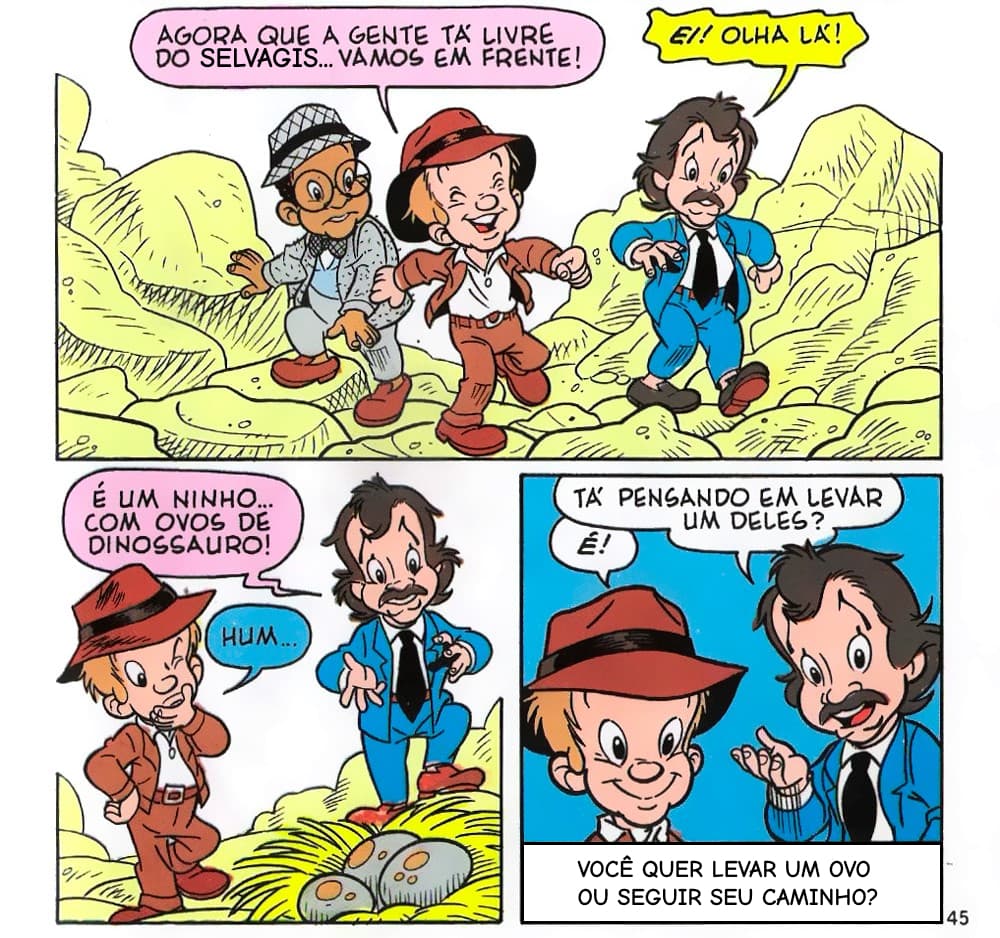 AGORA QUE A GENTE TÁ LIVRE
DO SELVAGIS... VAMOS EM FRENTE!
EI! OLHA LÁ!
É UM NINHO...
COM OVOS DE
DINOSSAURO!
HUM...
TÁ PENSANDO EM LEVAR
UM DELES?
É!
VOCÊ QUER LEVAR UM OVO
OU SEGUIR SEU CAMINHO?
45